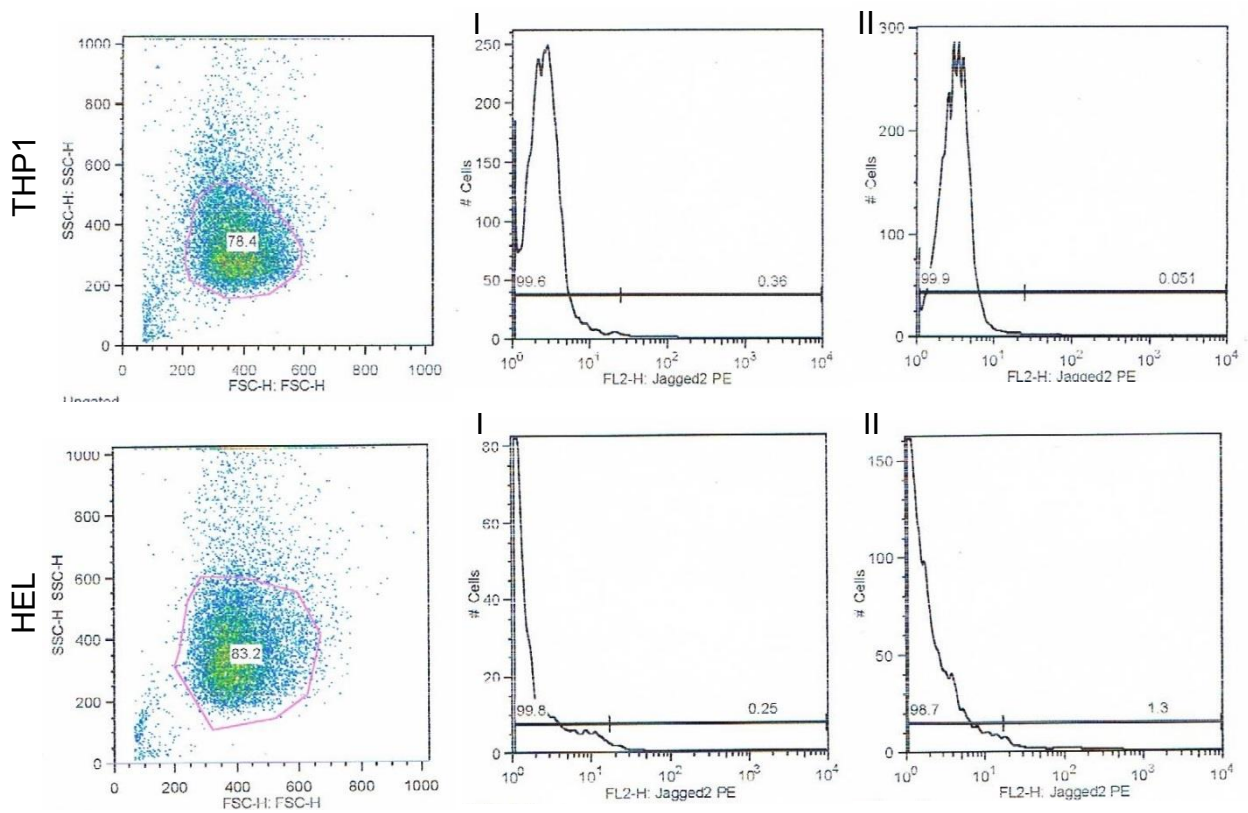 THP1
1000
800
600
400
200
0
SSC-H: SSC-H
78.4
0 200 400 600 800 1000
FSC-H: FSC-H
Ungated
I
250
200
150
100
50
0
# Cells
99.6 0.36
10^0 10^1 10^2 10^3 10^4
FL2-H: Jagged2 PE
II
300
200
100
0
# Cells
99.9 0.051
10^0 10^1 10^2 10^3 10^4
FL2-H: Jagged2 PE
HEL
1000
800
600
400
200
0
SSC-H SSC-H
83.2
0 200 400 600 800 1000
FSC-H: FSC-H
I
80
60
40
20
0
# Cells
99.8 0.25
10^0 10^1 10^2 10^3 10^4
FL2-H: Jagged2 PE
II
150
100
50
0
# Cells
98.7 1.3
10^0 10^1 10^2 10^3 10^4
FL2-H: Jagged2 PE